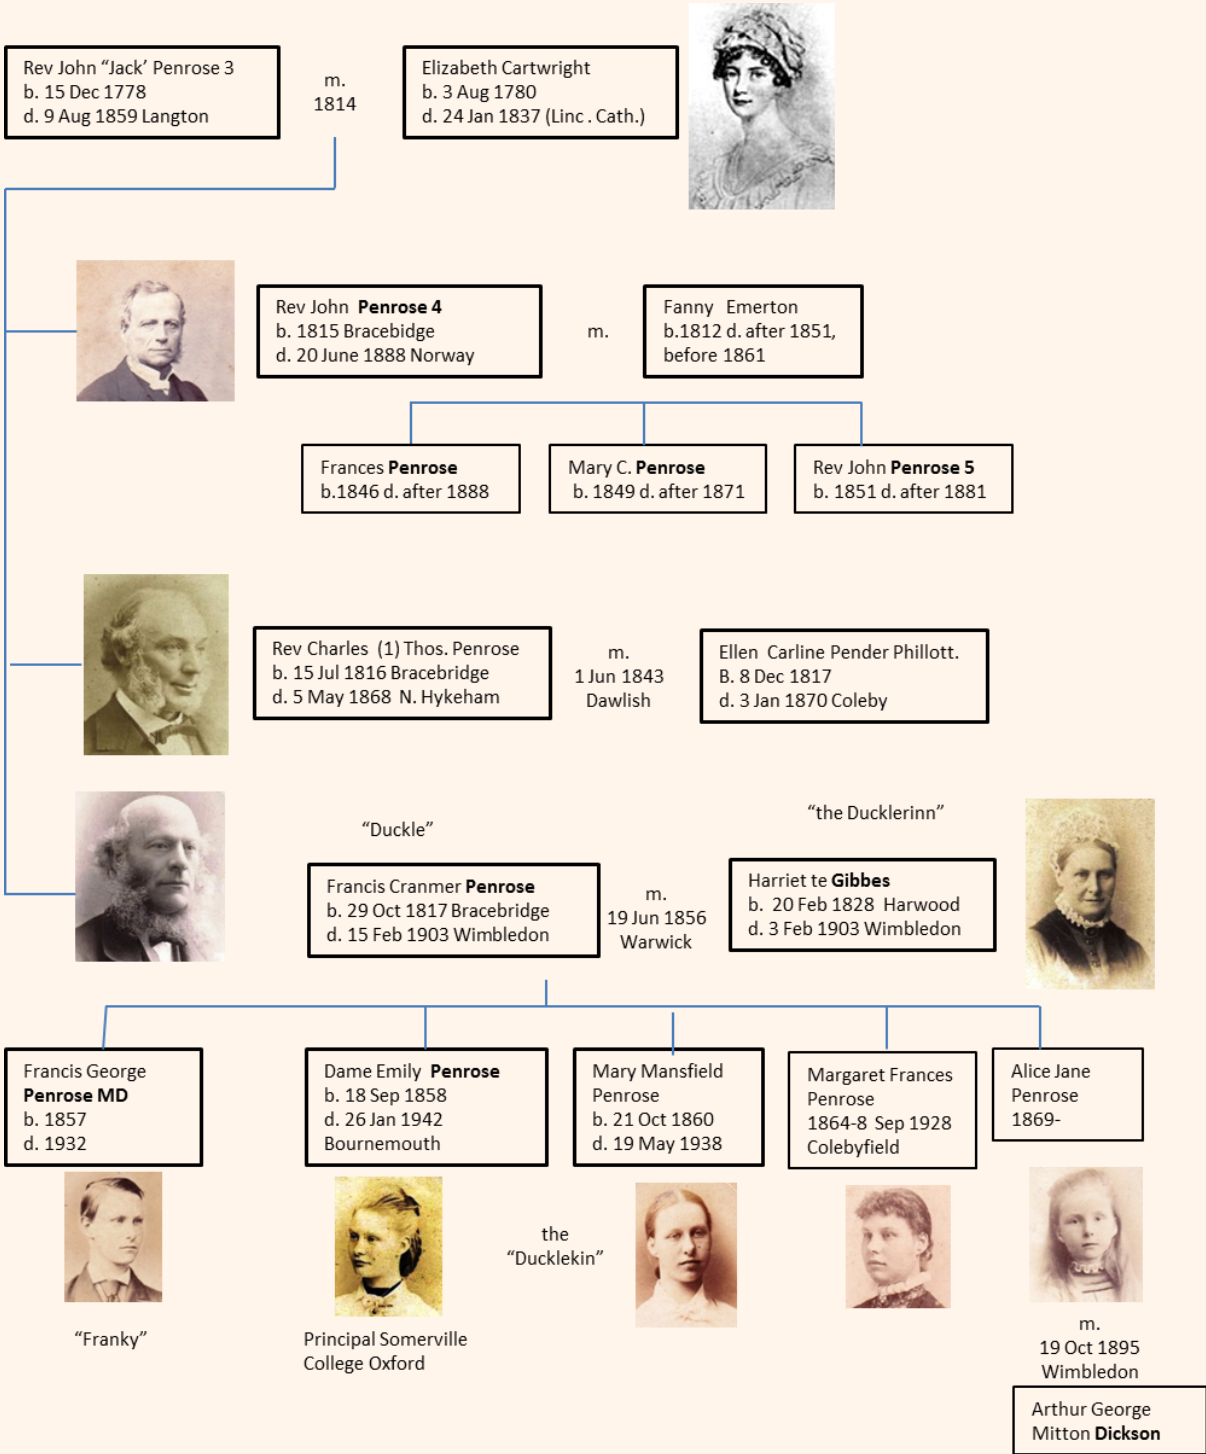 Rev John “Jack’ Penrose 3
b. 15 Dec 1778
d. 9 Aug 1859 Langton
m.
1814
Elizabeth Cartwright
b. 3 Aug 1780
d. 24 Jan 1837 (Linc . Cath.)
Rev John Penrose 4
b. 1815 Bracebidge
d. 20 June 1888 Norway
m.
Fanny Emerton
b.1812 d. after 1851,
before 1861
Frances Penrose
b.1846 d. after 1888
Mary C. Penrose
b. 1849 d. after 1871
Rev John Penrose 5
b. 1851 d. after 1881
Rev Charles (1) Thos. Penrose
b. 15 Jul 1816 Bracebridge
d. 5 May 1868 N. Hykeham
m.
1 Jun 1843
Dawlish
Ellen Carline Pender Phillott.
B. 8 Dec 1817
d. 3 Jan 1870 Coleby
“Duckle”
“the Ducklerinn”
Francis Cranmer Penrose
b. 29 Oct 1817 Bracebridge
d. 15 Feb 1903 Wimbledon
m.
19 Jun 1856
Warwick
Harriet te Gibbes
b. 20 Feb 1828 Harwood
d. 3 Feb 1903 Wimbledon
Francis George
Penrose MD
b. 1857
d. 1932
Dame Emily Penrose
b. 18 Sep 1858
d. 26 Jan 1942
Bournemouth
Mary Mansfield
Penrose
b. 21 Oct 1860
d. 19 May 1938
Margaret Frances
Penrose
1864-8 Sep 1928
Colebyfield
Alice Jane
Penrose
1869-
“Franky”
Principal Somerville
College Oxford
the
“Ducklekin”
m.
19 Oct 1895
Wimbledon
Arthur George
Mitton Dickson